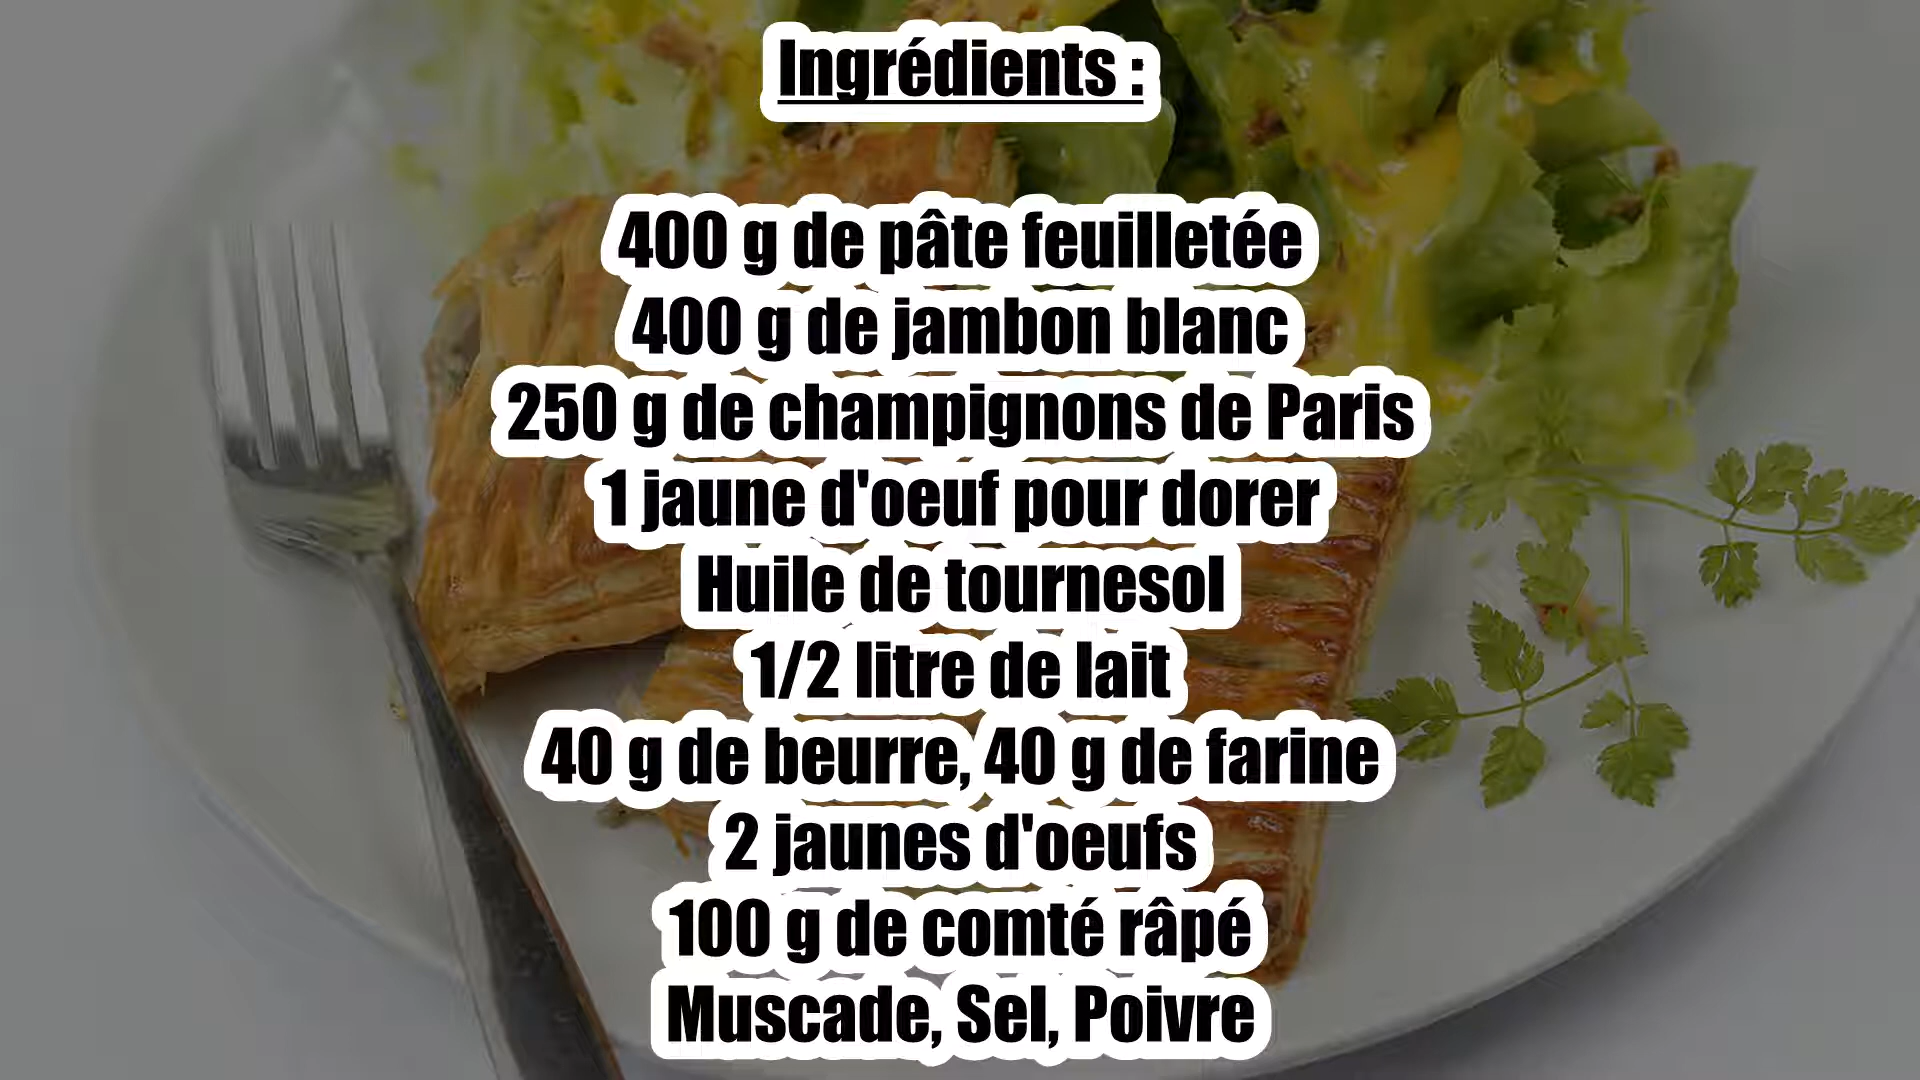 Ingrédients :
400 g de pâte feuilletée
400 g de jambon blanc
250 g de champignons de Paris
1 jaune d'oeuf pour dorer
Huile de tournesol
1/2 litre de lait
40 g de beurre, 40 g de farine
2 jaunes d'oeufs
100 g de comté râpé
Muscade, Sel, Poivre